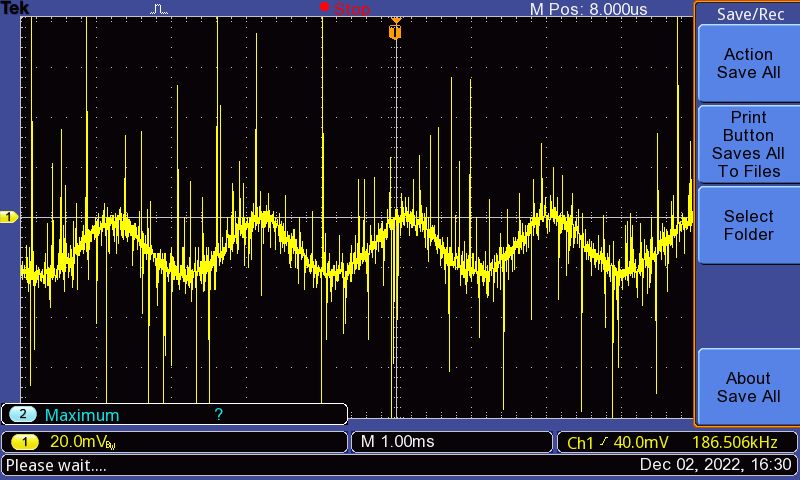 Tek
Stop
M Pos: 8.000us
Save/Rec
Action
Save All
Print
Button
Saves All
To Files
Select
Folder
About
Save All
T
1
2 Maximum ?
1 20.0mVBW
M 1.00ms
Ch1 / 40.0mV 186.506kHz
Please wait....
Dec 02, 2022, 16:30